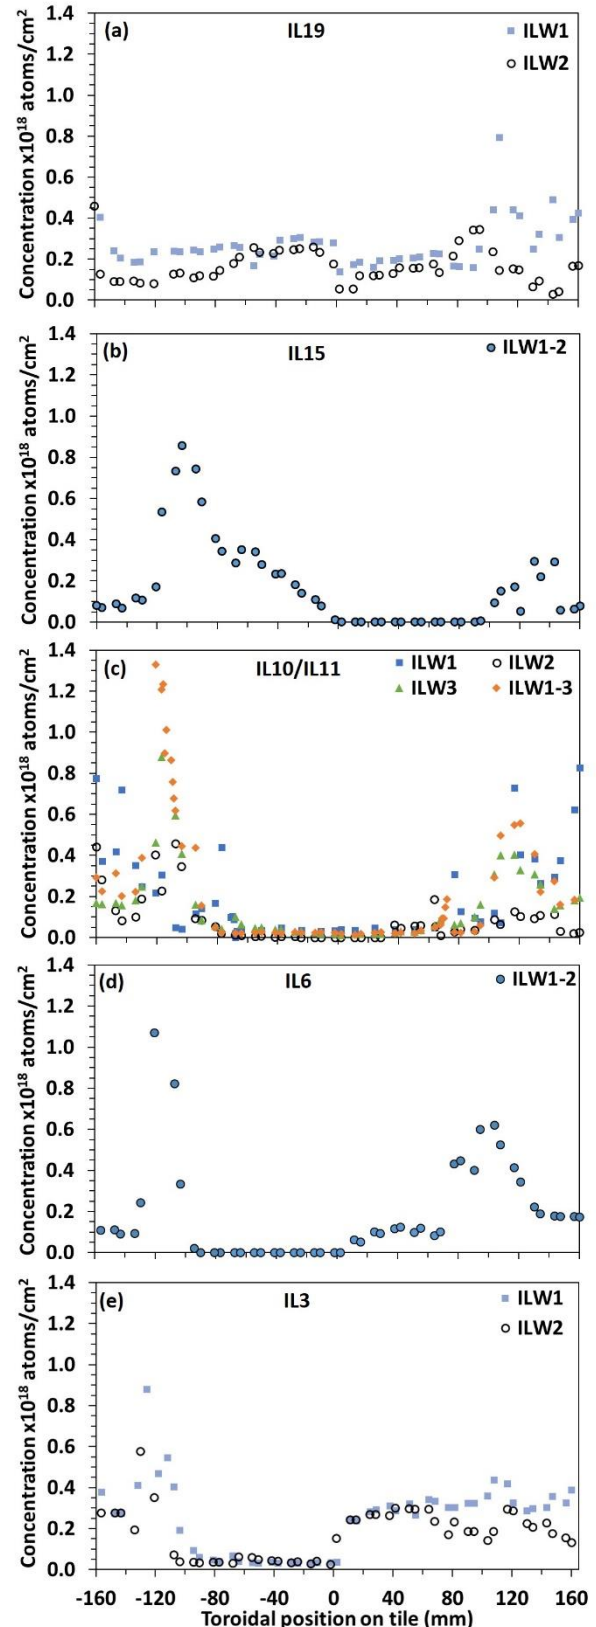 (a) IL19 ILW1
ILW2
Concentration x10¹⁸ atoms/cm²
1.4
1.2
1.0
0.8
0.6
0.4
0.2
0.0
(b) IL15 ILW1-2
Concentration x10¹⁸ atoms/cm²
1.4
1.2
1.0
0.8
0.6
0.4
0.2
0.0
(c) IL10/IL11 ILW1 ILW2
ILW3 ILW1-3
Concentration x10¹⁸ atoms/cm²
1.4
1.2
1.0
0.8
0.6
0.4
0.2
0.0
(d) IL6 ILW1-2
Concentration x10¹⁸ atoms/cm²
1.4
1.2
1.0
0.8
0.6
0.4
0.2
0.0
(e) IL3 ILW1
ILW2
Concentration x10¹⁸ atoms/cm²
1.4
1.2
1.0
0.8
0.6
0.4
0.2
0.0
-160 -120 -80 -40 0 40 80 120 160
Toroidal position on tile (mm)